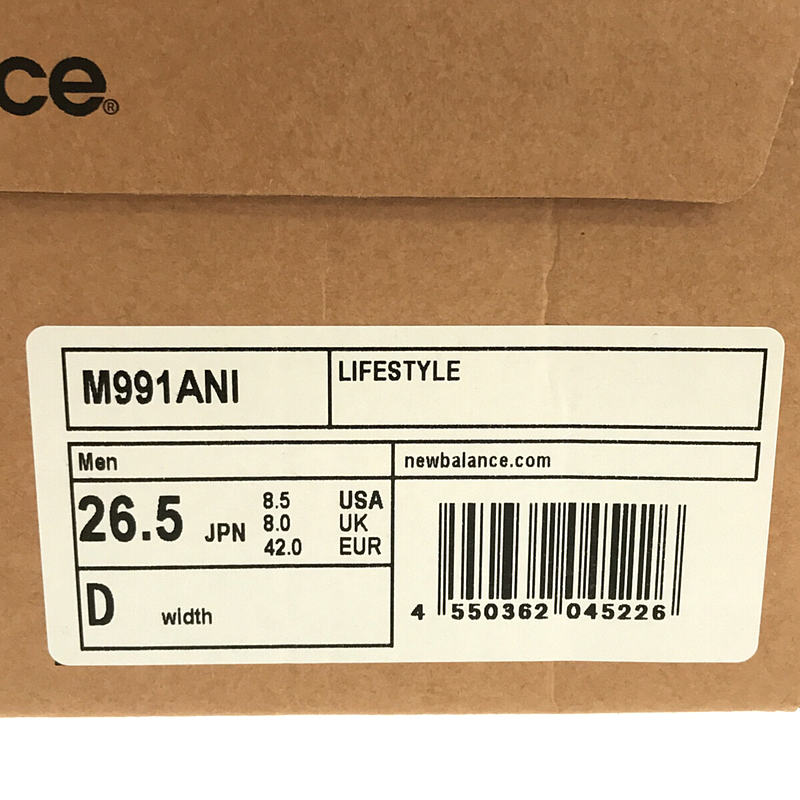 ce®
M991ANI
LIFESTYLE
Men
newbalance.com
26.5 JPN
8.5 USA
8.0 UK
42.0 EUR
D width
4 550362 045226